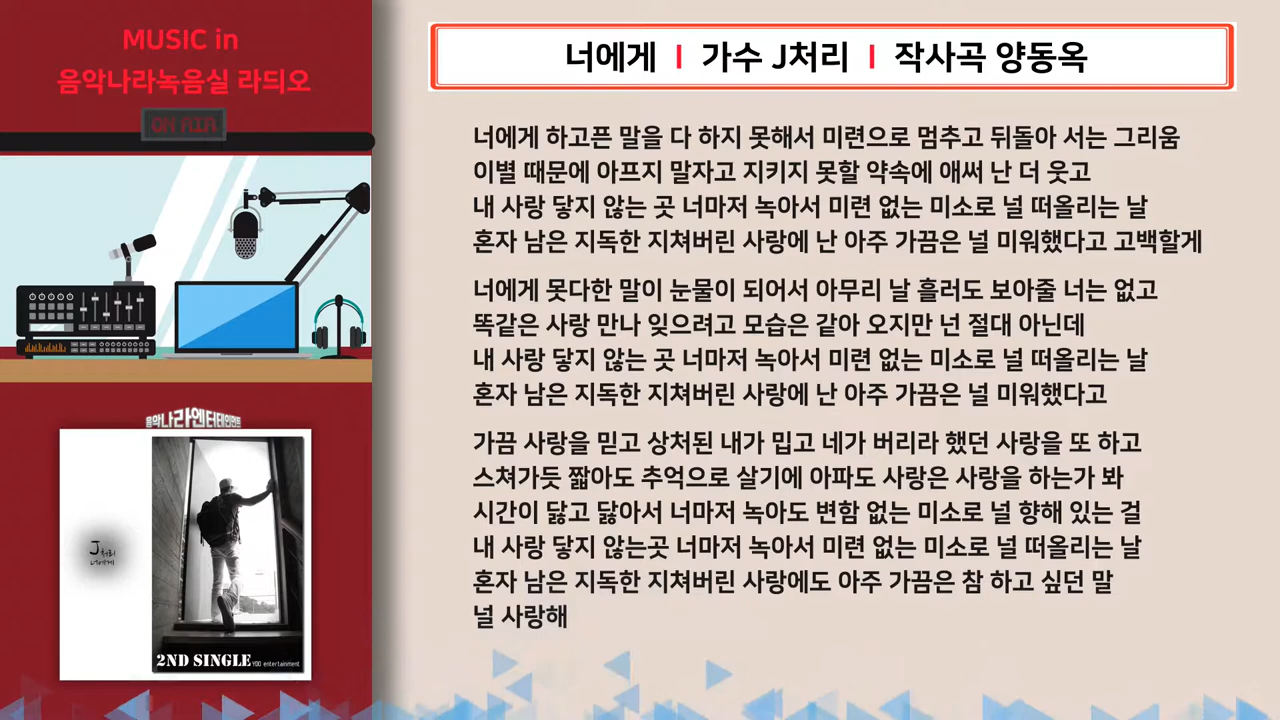 MUSIC in
음악나라녹음실 라듸오
ON AIR
음악나라엔터테인먼트
J처리
너에게
2ND SINGLE YDO entertainment
너에게 I 가수 J처리 I 작사곡 양동옥
너에게 하고픈 말을 다 하지 못해서 미련으로 멈추고 뒤돌아 서는 그리움
이별 때문에 아프지 말자고 지키지 못할 약속에 애써 난 더 웃고
내 사랑 닿지 않는 곳 너마저 녹아서 미련 없는 미소로 널 떠올리는 날
혼자 남은 지독한 지쳐버린 사랑에 난 아주 가끔은 널 미워했다고 고백할게
너에게 못다한 말이 눈물이 되어서 아무리 날 흘러도 보아줄 너는 없고
똑같은 사랑 만나 잊으려고 모습은 같아 오지만 넌 절대 아닌데
내 사랑 닿지 않는 곳 너마저 녹아서 미련 없는 미소로 널 떠올리는 날
혼자 남은 지독한 지쳐버린 사랑에 난 아주 가끔은 널 미워했다고
가끔 사랑을 믿고 상처된 내가 밉고 네가 버리라 했던 사랑을 또 하고
스쳐가듯 짧아도 추억으로 살기에 아파도 사랑은 사랑을 하는가 봐
시간이 닳고 닳아서 너마저 녹아도 변함 없는 미소로 널 향해 있는 걸
내 사랑 닿지 않는곳 너마저 녹아서 미련 없는 미소로 널 떠올리는 날
혼자 남은 지독한 지쳐버린 사랑에도 아주 가끔은 참 하고 싶던 말
널 사랑해